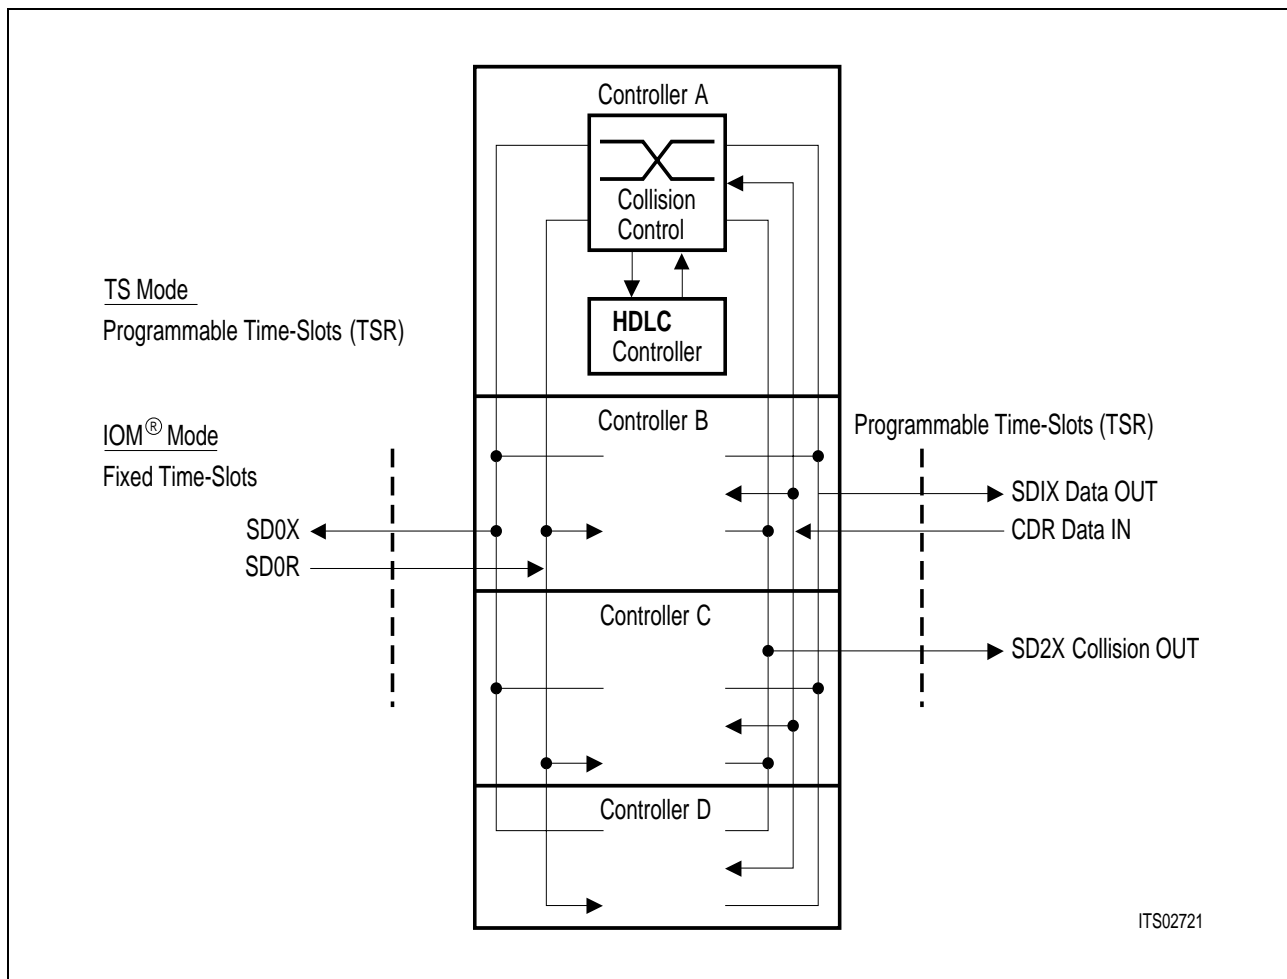 Controller A
Collision
Control
TS Mode
Programmable Time-Slots (TSR)
HDLC
Controller
IOM® Mode
Fixed Time-Slots
Controller B
Programmable Time-Slots (TSR)
SDIX Data OUT
SD0X
CDR Data IN
SD0R
Controller C
SD2X Collision OUT
Controller D
ITS02721